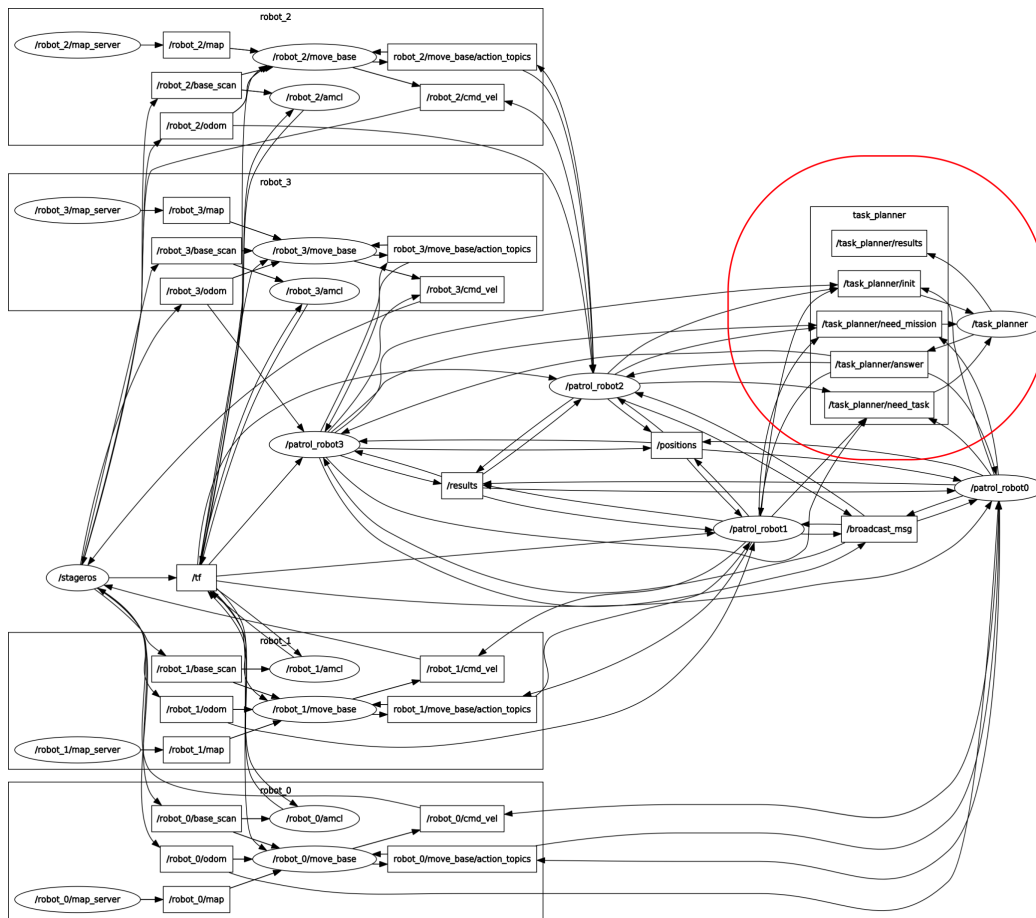 robot_2
/robot_2/map_server
/robot_2/map
/robot_2/move_base
robot_2/move_base/action_topics
/robot_2/base_scan
/robot_2/amcl
/robot_2/cmd_vel
/robot_2/odom
robot_3
/robot_3/map_server
/robot_3/map
/robot_3/base_scan
/robot_3/move_base
robot_3/move_base/action_topics
/robot_3/odom
/robot_3/amcl
/robot_3/cmd_vel
task_planner
/task_planner/results
/task_planner/init
/task_planner/need_mission
/task_planner
/task_planner/answer
/task_planner/need_task
/patrol_robot2
/patrol_robot3
/positions
/results
/patrol_robot0
/patrol_robot1
/broadcast_msg
/stageros
/tf
robot_1
/robot_1/base_scan
/robot_1/amcl
/robot_1/cmd_vel
/robot_1/odom
/robot_1/move_base
robot_1/move_base/action_topics
/robot_1/map_server
/robot_1/map
robot_0
/robot_0/base_scan
/robot_0/amcl
/robot_0/cmd_vel
/robot_0/odom
/robot_0/move_base
robot_0/move_base/action_topics
/robot_0/map_server
/robot_0/map